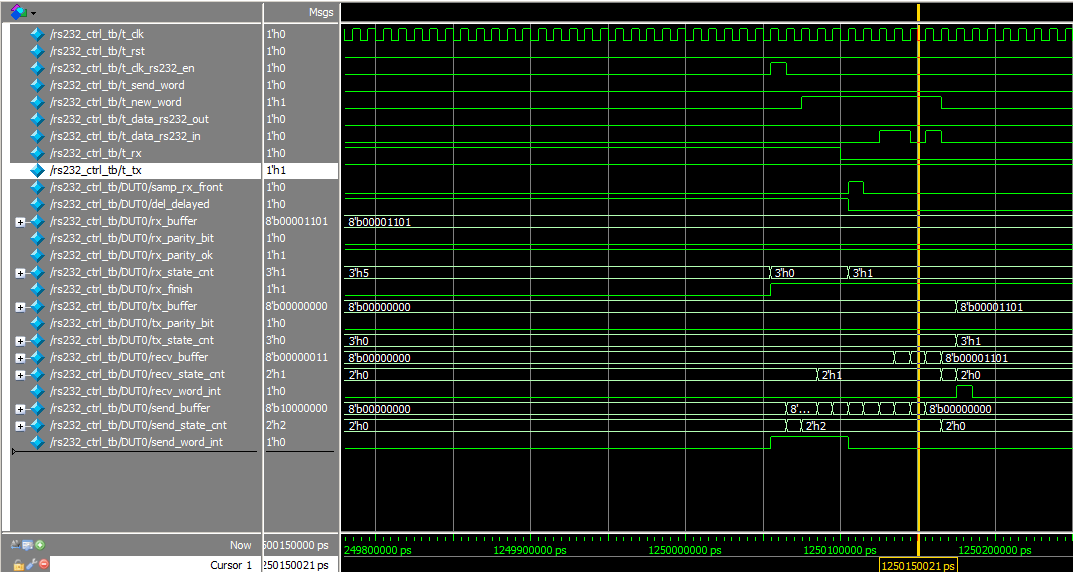 Msgs
/rs232_ctrl_tb/t_clk 1'h0
/rs232_ctrl_tb/t_rst 1'h0
/rs232_ctrl_tb/t_clk_rs232_en 1'h0
/rs232_ctrl_tb/t_send_word 1'h0
/rs232_ctrl_tb/t_new_word 1'h1
/rs232_ctrl_tb/t_data_rs232_out 1'h0
/rs232_ctrl_tb/t_data_rs232_in 1'h0
/rs232_ctrl_tb/t_rx 1'h0
/rs232_ctrl_tb/t_tx 1'h1
/rs232_ctrl_tb/DUT0/samp_rx_front 1'h0
/rs232_ctrl_tb/DUT0/del_delayed 1'h0
/rs232_ctrl_tb/DUT0/rx_buffer 8'b00001101 8'b00001101
/rs232_ctrl_tb/DUT0/rx_parity_bit 1'h0
/rs232_ctrl_tb/DUT0/rx_parity_ok 1'h1
/rs232_ctrl_tb/DUT0/rx_state_cnt 3'h1 3'h5 3'h0 3'h1
/rs232_ctrl_tb/DUT0/rx_finish 1'h1
/rs232_ctrl_tb/DUT0/tx_buffer 8'b00000000 8'b00000000 8'b00001101
/rs232_ctrl_tb/DUT0/tx_parity_bit 1'h0
/rs232_ctrl_tb/DUT0/tx_state_cnt 3'h0 3'h0 3'h1
/rs232_ctrl_tb/DUT0/recv_buffer 8'b00000011 8'b00000000 8'b00001101
/rs232_ctrl_tb/DUT0/recv_state_cnt 2'h1 2'h0 2'h1 2'h0
/rs232_ctrl_tb/DUT0/recv_word_int 1'h0
/rs232_ctrl_tb/DUT0/send_buffer 8'b10000000 8'b00000000 8'... 8'b00000000
/rs232_ctrl_tb/DUT0/send_state_cnt 2'h2 2'h0 2'h2 2'h0
/rs232_ctrl_tb/DUT0/send_word_int 1'h0
Now 500150000 ps 249800000 ps 1249900000 ps 1250000000 ps 1250100000 ps 1250200000 ps
Cursor 1 250150021 ps 1250150021 ps